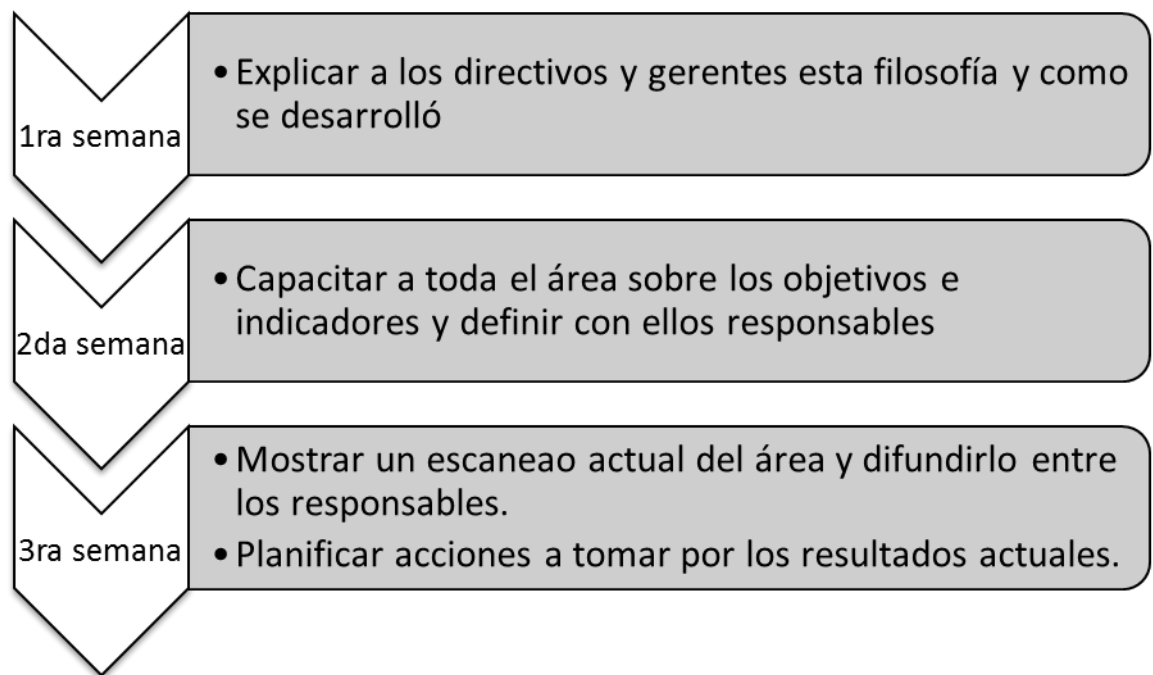 1ra semana
• Explicar a los directivos y gerentes esta filosofía y como
se desarrolló
2da semana
• Capacitar a toda el área sobre los objetivos e
indicadores y definir con ellos responsables
3ra semana
• Mostrar un escaneao actual del área y difundirlo entre
los responsables.
• Planificar acciones a tomar por los resultados actuales.